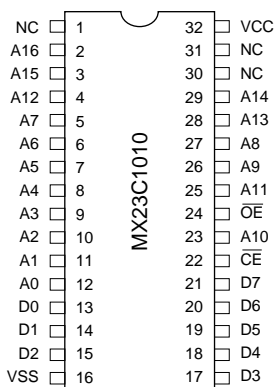 NC 1 32 VCC
A16 2 31 NC
A15 3 30 NC
A12 4 29 A14
A7 5 28 A13
A6 6 27 A8
A5 7 26 A9
A4 8 25 A11
A3 9 24 O̅E̅
A2 10 23 A10
A1 11 22 C̅E̅
A0 12 21 D7
D0 13 20 D6
D1 14 19 D5
D2 15 18 D4
VSS 16 17 D3
MX23C1010